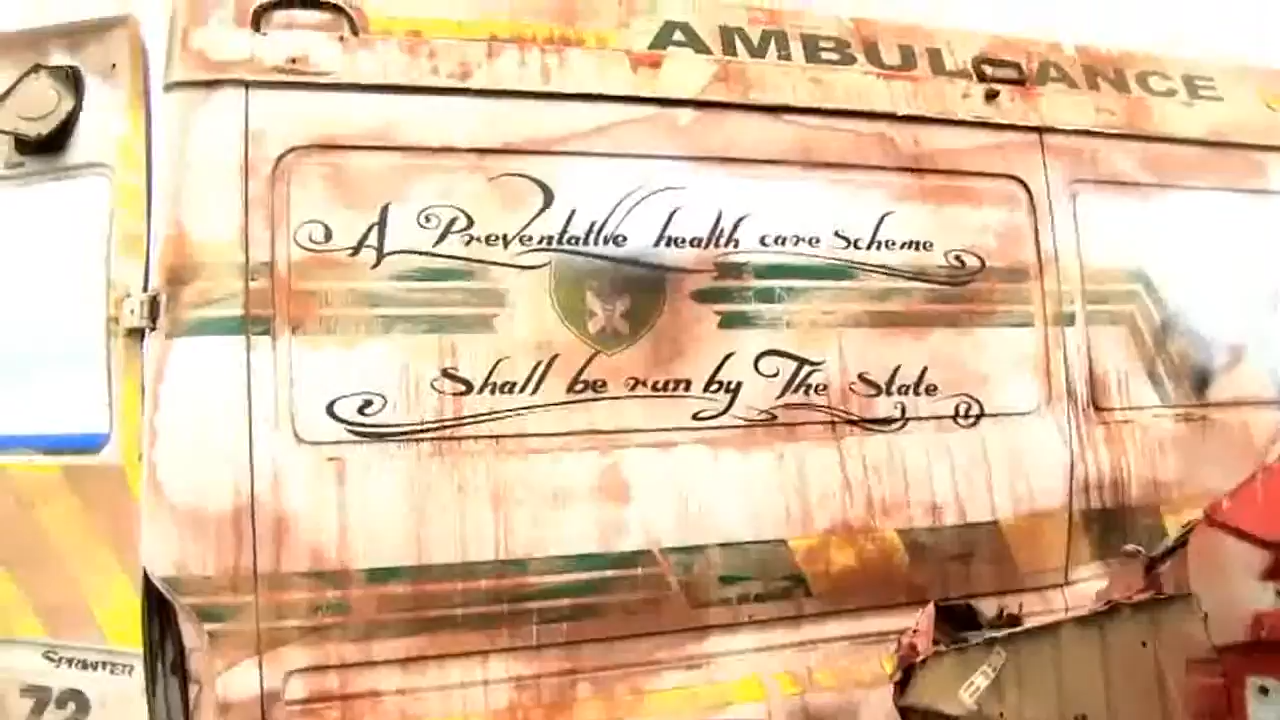 AMBULANCE
A Preventative health care Scheme
Shall be run by The State
SPRINTER
72